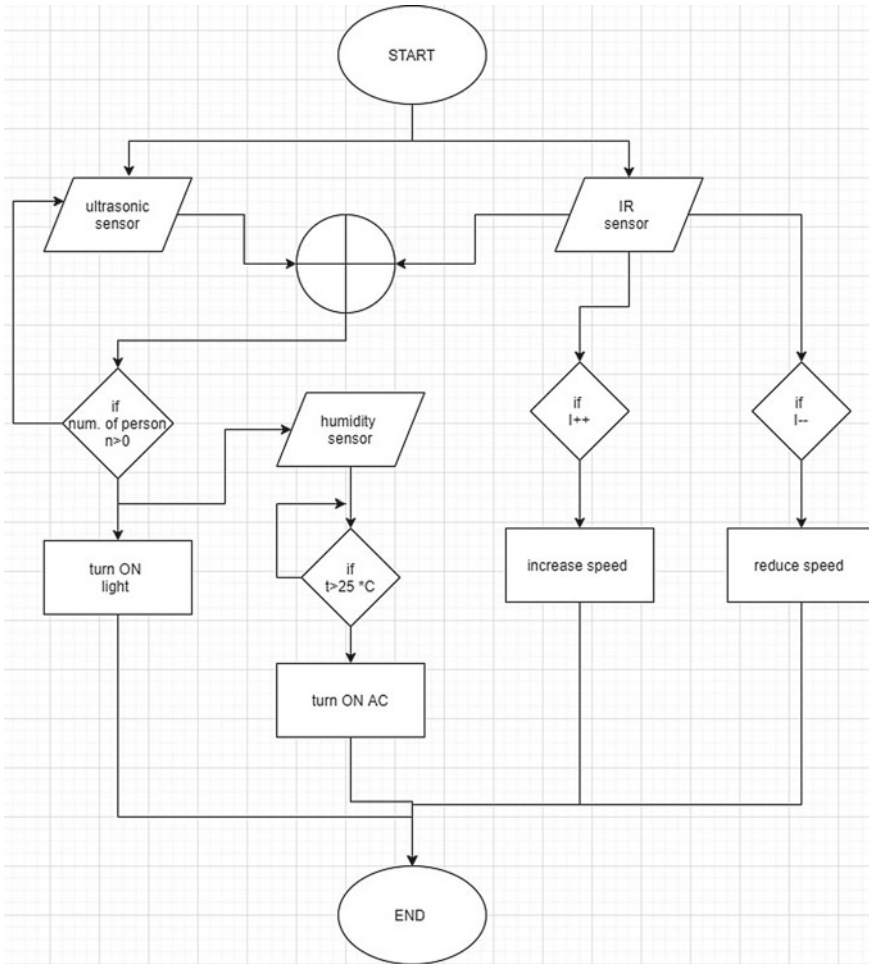 START
ultrasonic
sensor
IR
sensor
if
num. of person
n>0
humidity
sensor
if
I++
if
I--
turn ON
light
if
t>25 *C
increase speed
reduce speed
turn ON AC
END